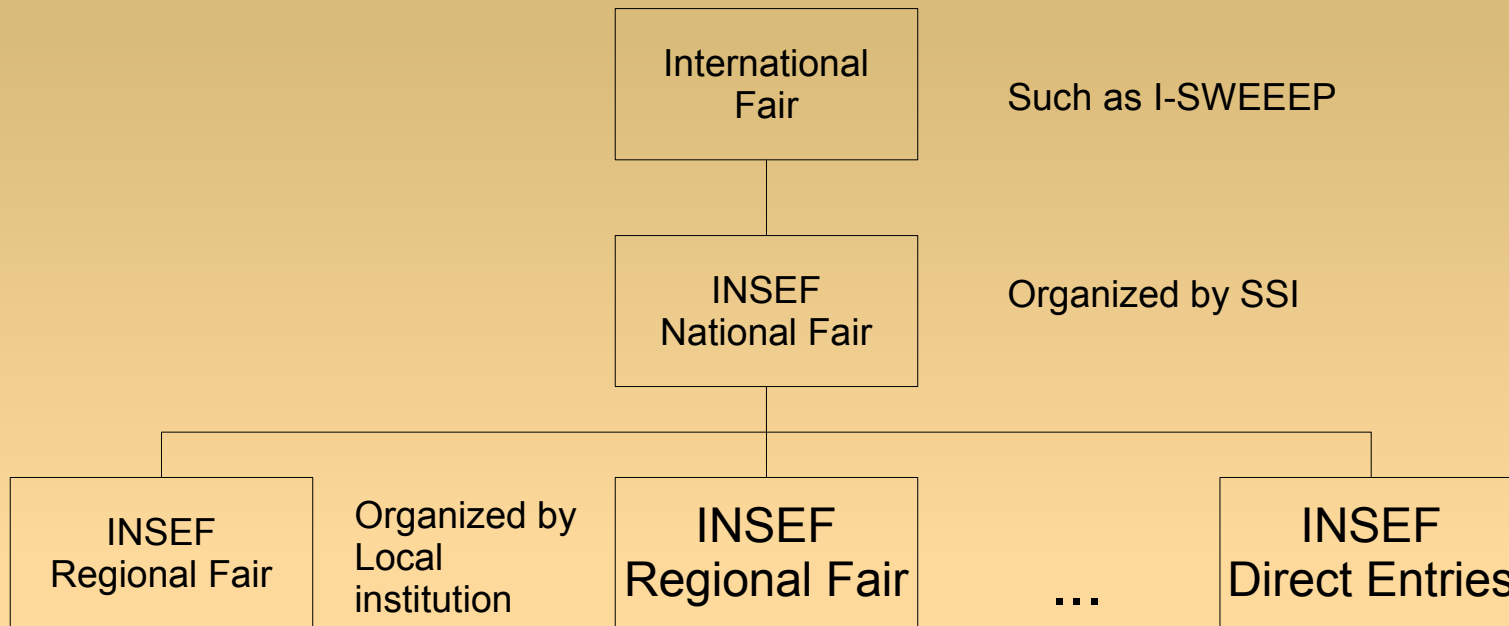 International
Fair
Such as I-SWEEEP
INSEF
National Fair
Organized by SSI
INSEF
Regional Fair
Organized by
Local
institution
INSEF
Regional Fair
...
INSEF
Direct Entries